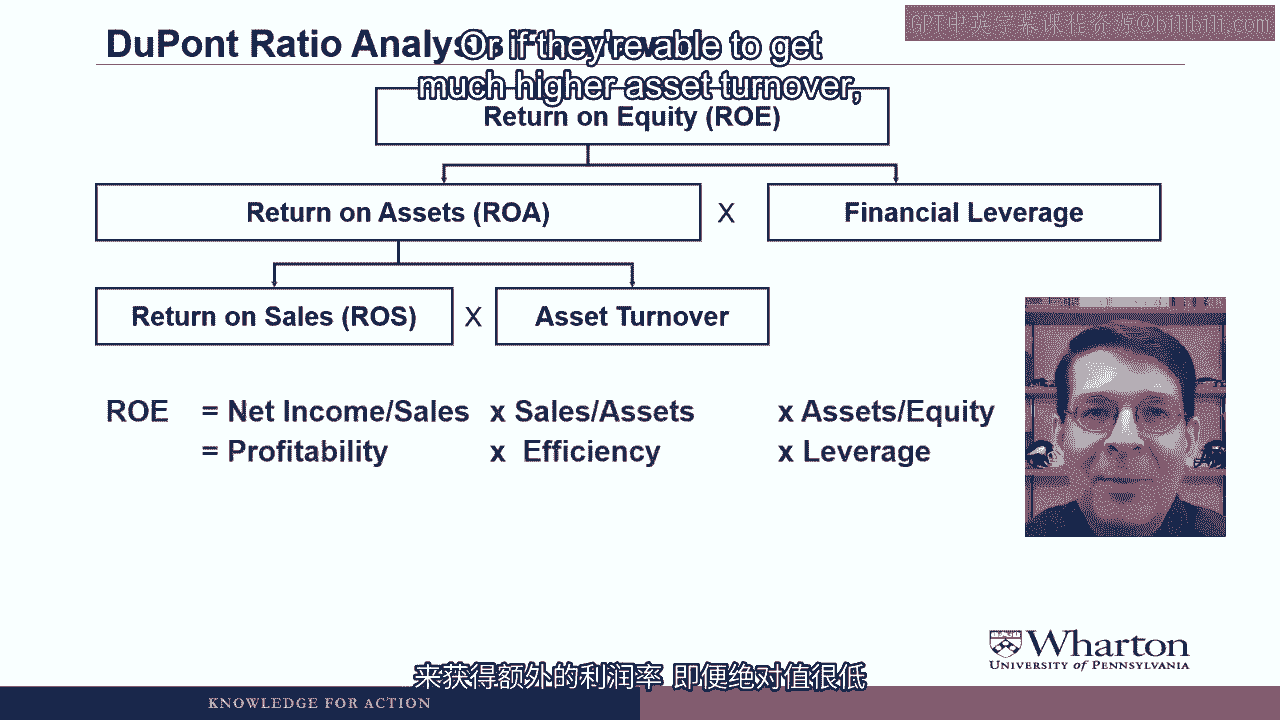 GPT中英字幕课程资源@bilibili.com
DuPont Ratio Analysis
Or if they're able to get
much higher asset turnover,
Return on Equity (ROE)
Return on Assets (ROA) X Financial Leverage
Return on Sales (ROS) X Asset Turnover
ROE = Net Income/Sales x Sales/Assets x Assets/Equity
= Profitability x Efficiency x Leverage
Wharton
UNIVERSITY of PENNSYLVANIA
来获得额外的利润率 即便绝对值很低
KNOWLEDGE FOR ACTION